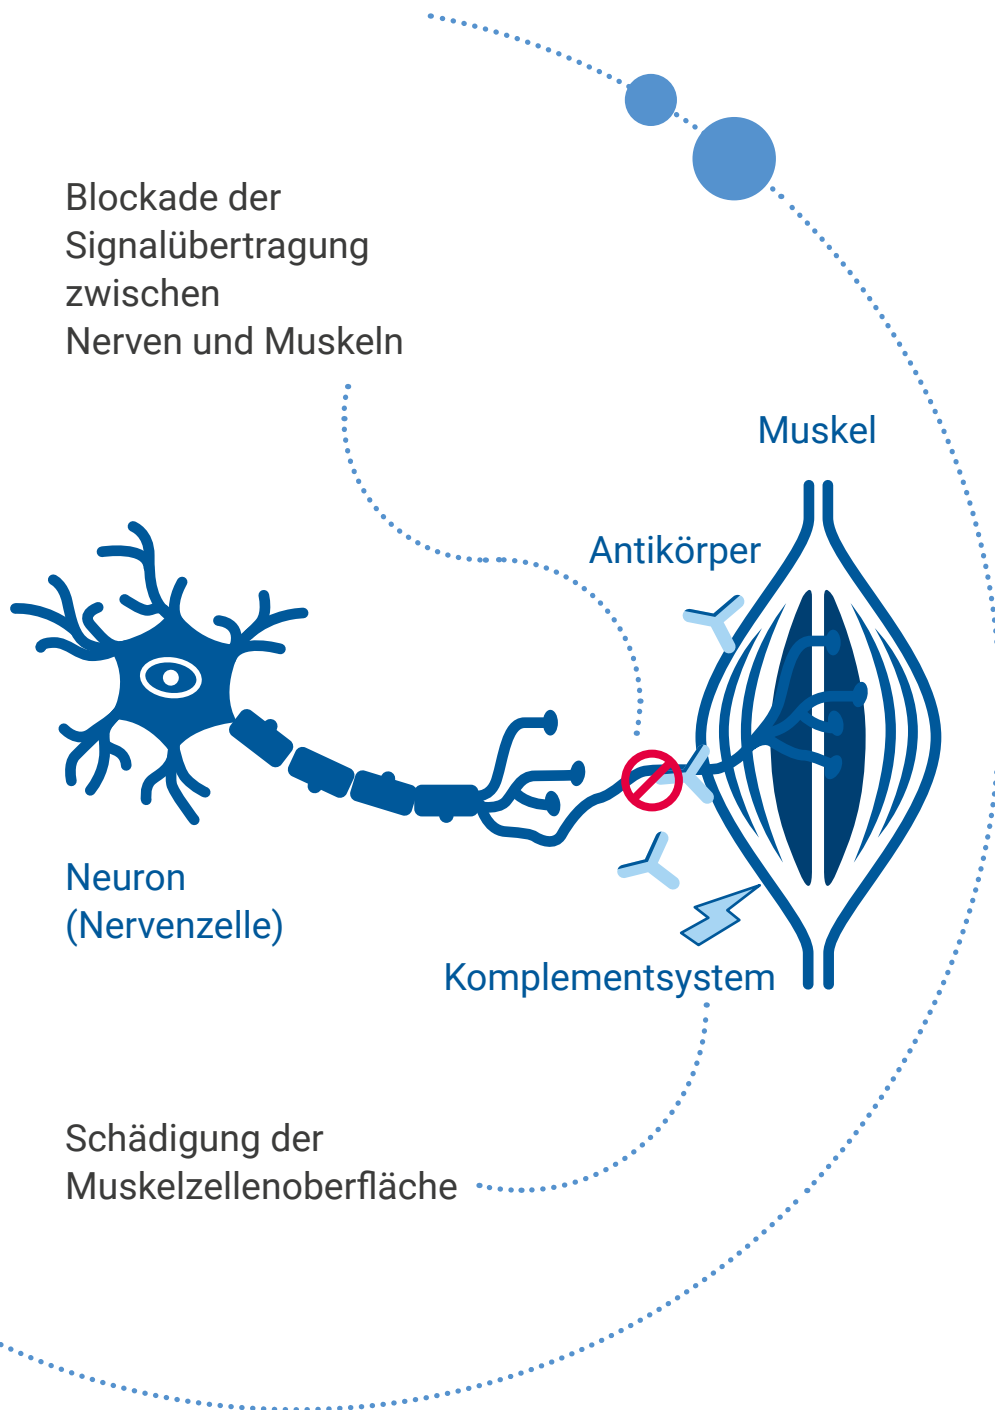 Blockade der
Signalübertragung
zwischen
Nerven und Muskeln
Muskel
Antikörper
Neuron
(Nervenzelle)
Komplementsystem
Schädigung der
Muskelzellenoberfläche